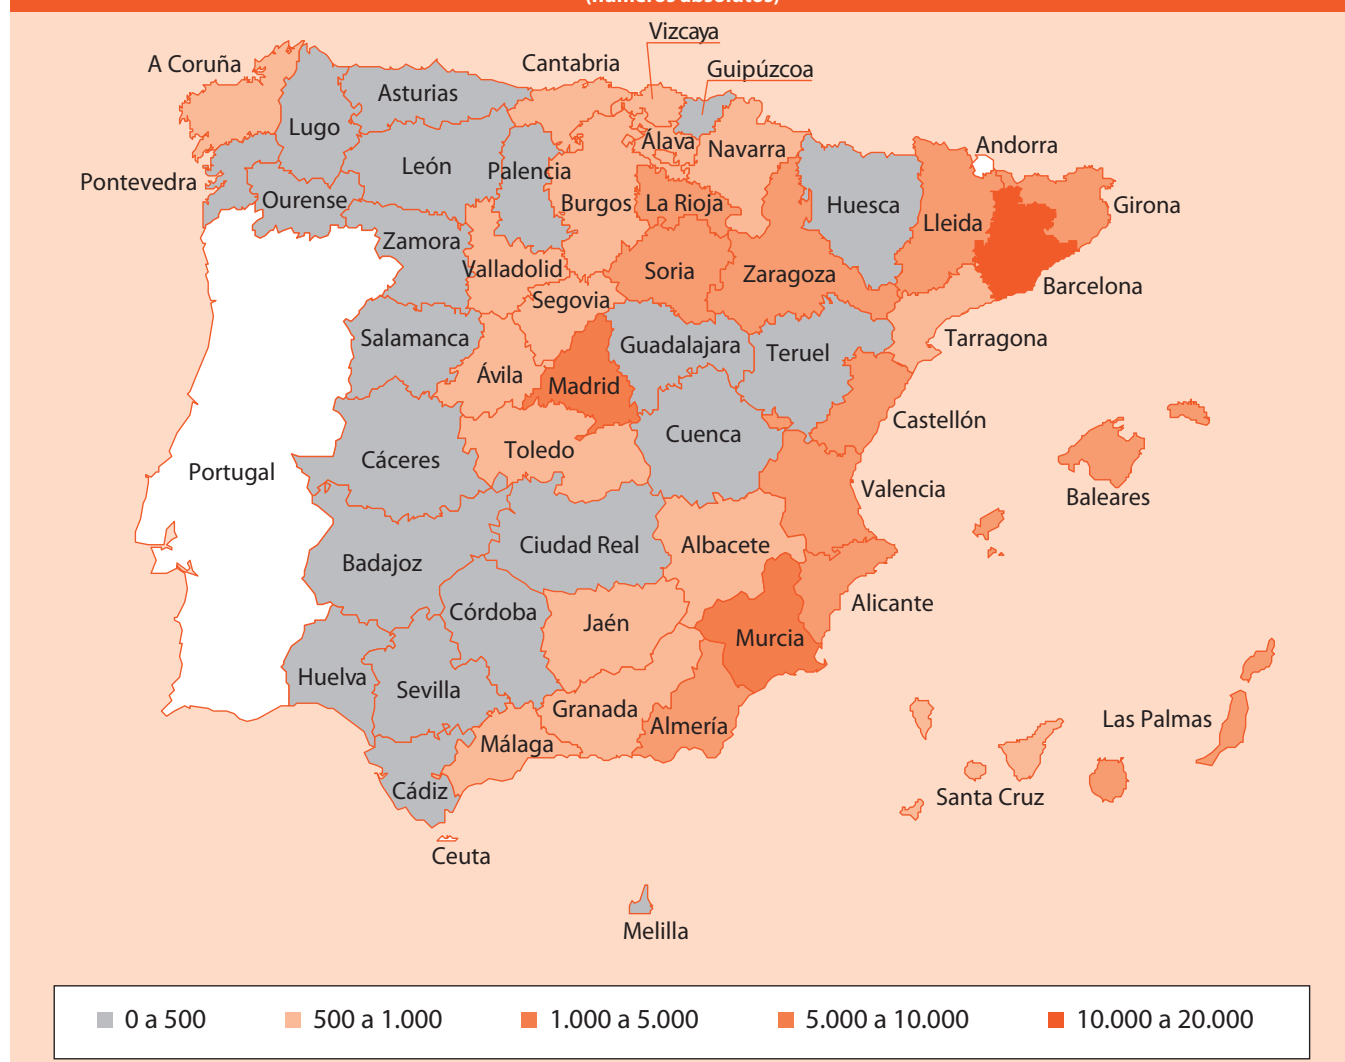 (números absolutos)
Vizcaya
A Coruña
Cantabria
Guipúzcoa
Asturias
Lugo
Álava
Navarra
Andorra
León
Palencia
Pontevedra
Ourense
Burgos
La Rioja
Huesca
Lleida
Girona
Zamora
Valladolid
Soria
Zaragoza
Barcelona
Segovia
Salamanca
Guadalajara
Teruel
Tarragona
Ávila
Madrid
Castellón
Cuenca
Toledo
Cáceres
Portugal
Valencia
Baleares
Ciudad Real
Albacete
Badajoz
Alicante
Córdoba
Jaén
Murcia
Huelva
Sevilla
Granada
Almería
Las Palmas
Málaga
Cádiz
Santa Cruz
Ceuta
Melilla
0 a 500
500 a 1.000
1.000 a 5.000
5.000 a 10.000
10.000 a 20.000